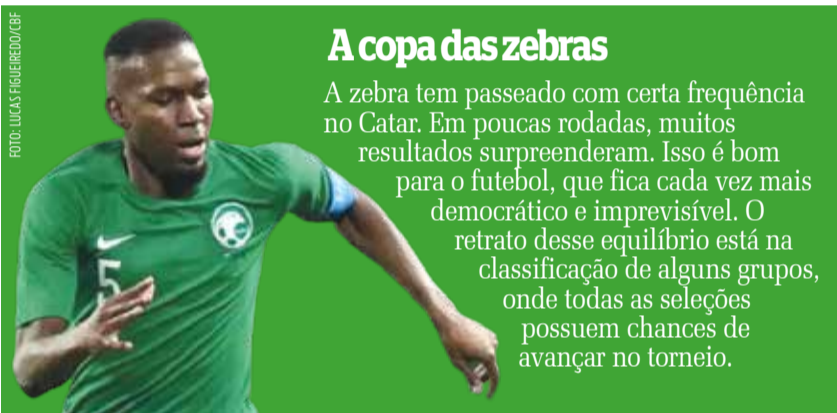 FOTO: LUCAS FIGUEIREDO/CBF
A copa das zebras
A zebra tem passeado com certa frequência
no Catar. Em poucas rodadas, muitos
resultados surpreenderam. Isso é bom
para o futebol, que fica cada vez mais
democrático e imprevisível. O
retrato desse equilíbrio está na
classificação de alguns grupos,
onde todas as seleções
possuem chances de
avançar no torneio.
5